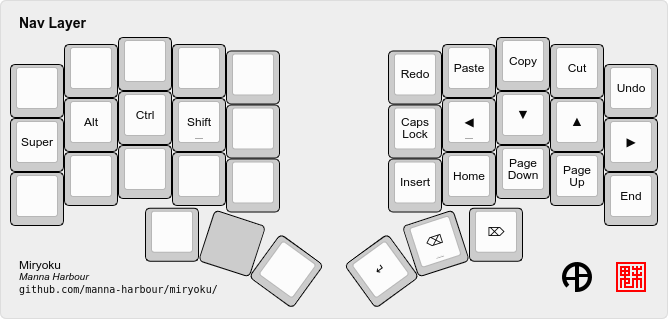 Nav Layer
Redo
Paste
Copy
Cut
Undo
Super
Alt
Ctrl
Shift
Caps
Lock
◀
▼
▲
▶
Insert
Home
Page
Down
Page
Up
End
↵
⌫
⌦
Miryoku
Manna Harbour
github.com/manna-harbour/miryoku/